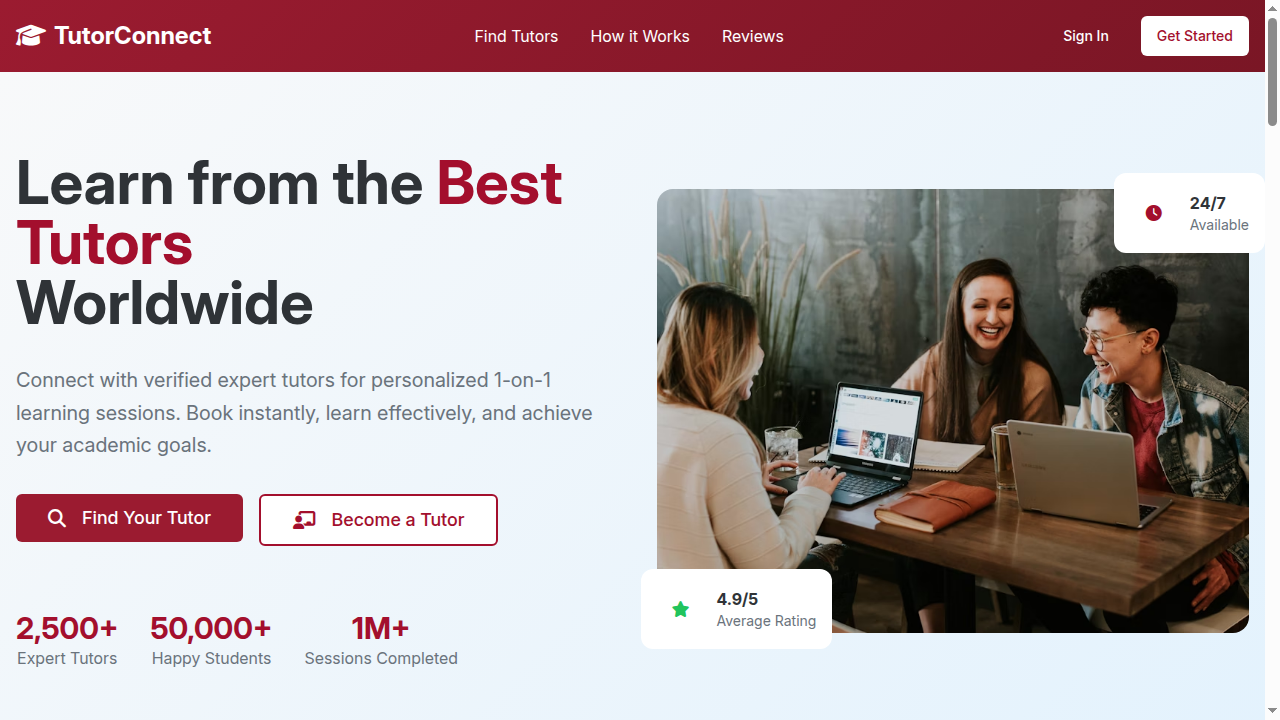 TutorConnect
Find Tutors
How it Works
Reviews
Sign In
Get Started
Learn from the Best
Tutors
Worldwide
Connect with verified expert tutors for personalized 1-on-1
learning sessions. Book instantly, learn effectively, and achieve
your academic goals.
Find Your Tutor
Become a Tutor
2,500+
Expert Tutors
50,000+
Happy Students
1M+
Sessions Completed
24/7
Available
4.9/5
Average Rating